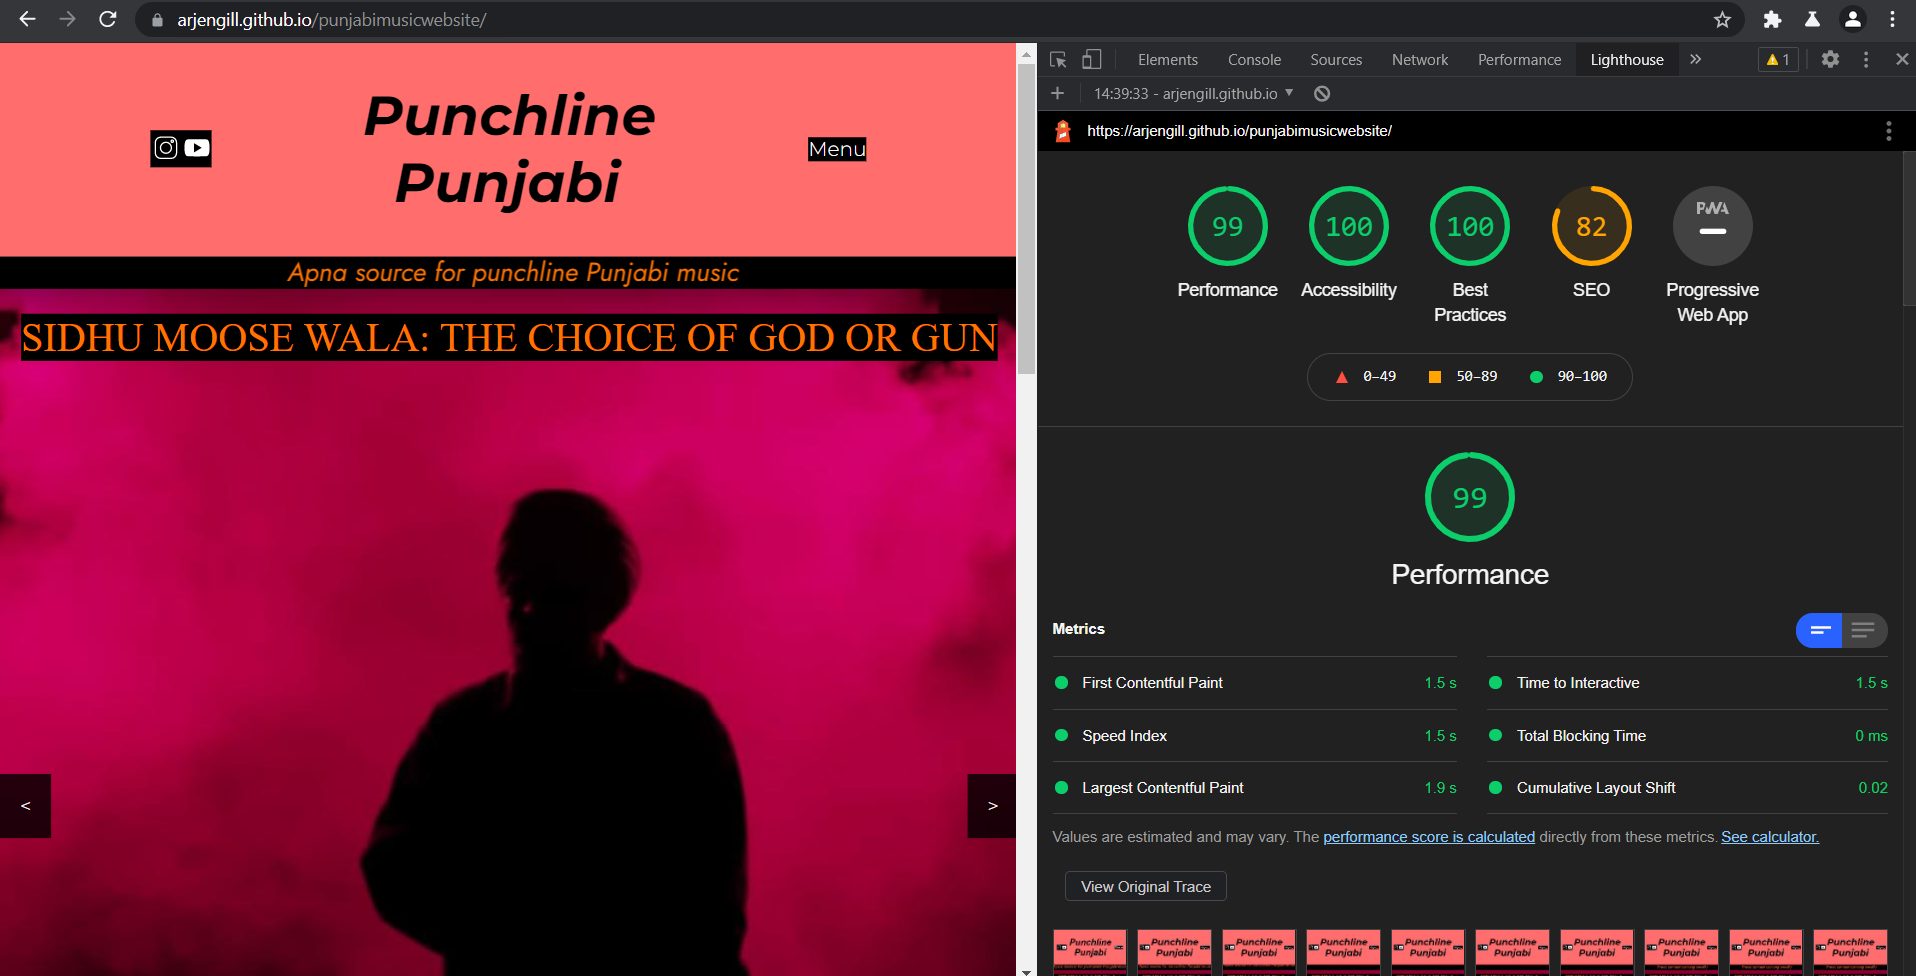 arjengill.github.io/punjabimusicwebsite/
Punchline
Punjabi
Menu
Apna source for punchline Punjabi music
SIDHU MOOSE WALA: THE CHOICE OF GOD OR GUN
<
>
Elements Console Sources Network Performance Lighthouse » 1
+ 14:39:33 - arjengill.github.io
https://arjengill.github.io/punjabimusicwebsite/
99 100 100 82 PWA
Performance Accessibility Best Practices SEO Progressive Web App
0–49 50–89 90–100
99
Performance
Metrics
First Contentful Paint 1.5 s
Time to Interactive 1.5 s
Speed Index 1.5 s
Total Blocking Time 0 ms
Largest Contentful Paint 1.9 s
Cumulative Layout Shift 0.02
Values are estimated and may vary. The performance score is calculated directly from these metrics. See calculator.
View Original Trace
Punchline Punjabi Punchline Punjabi Punchline Punjabi Punchline Punjabi Punchline Punjabi Punchline Punjabi Punchline Punjabi Punchline Punjabi Punchline Punjabi Punchline Punjabi